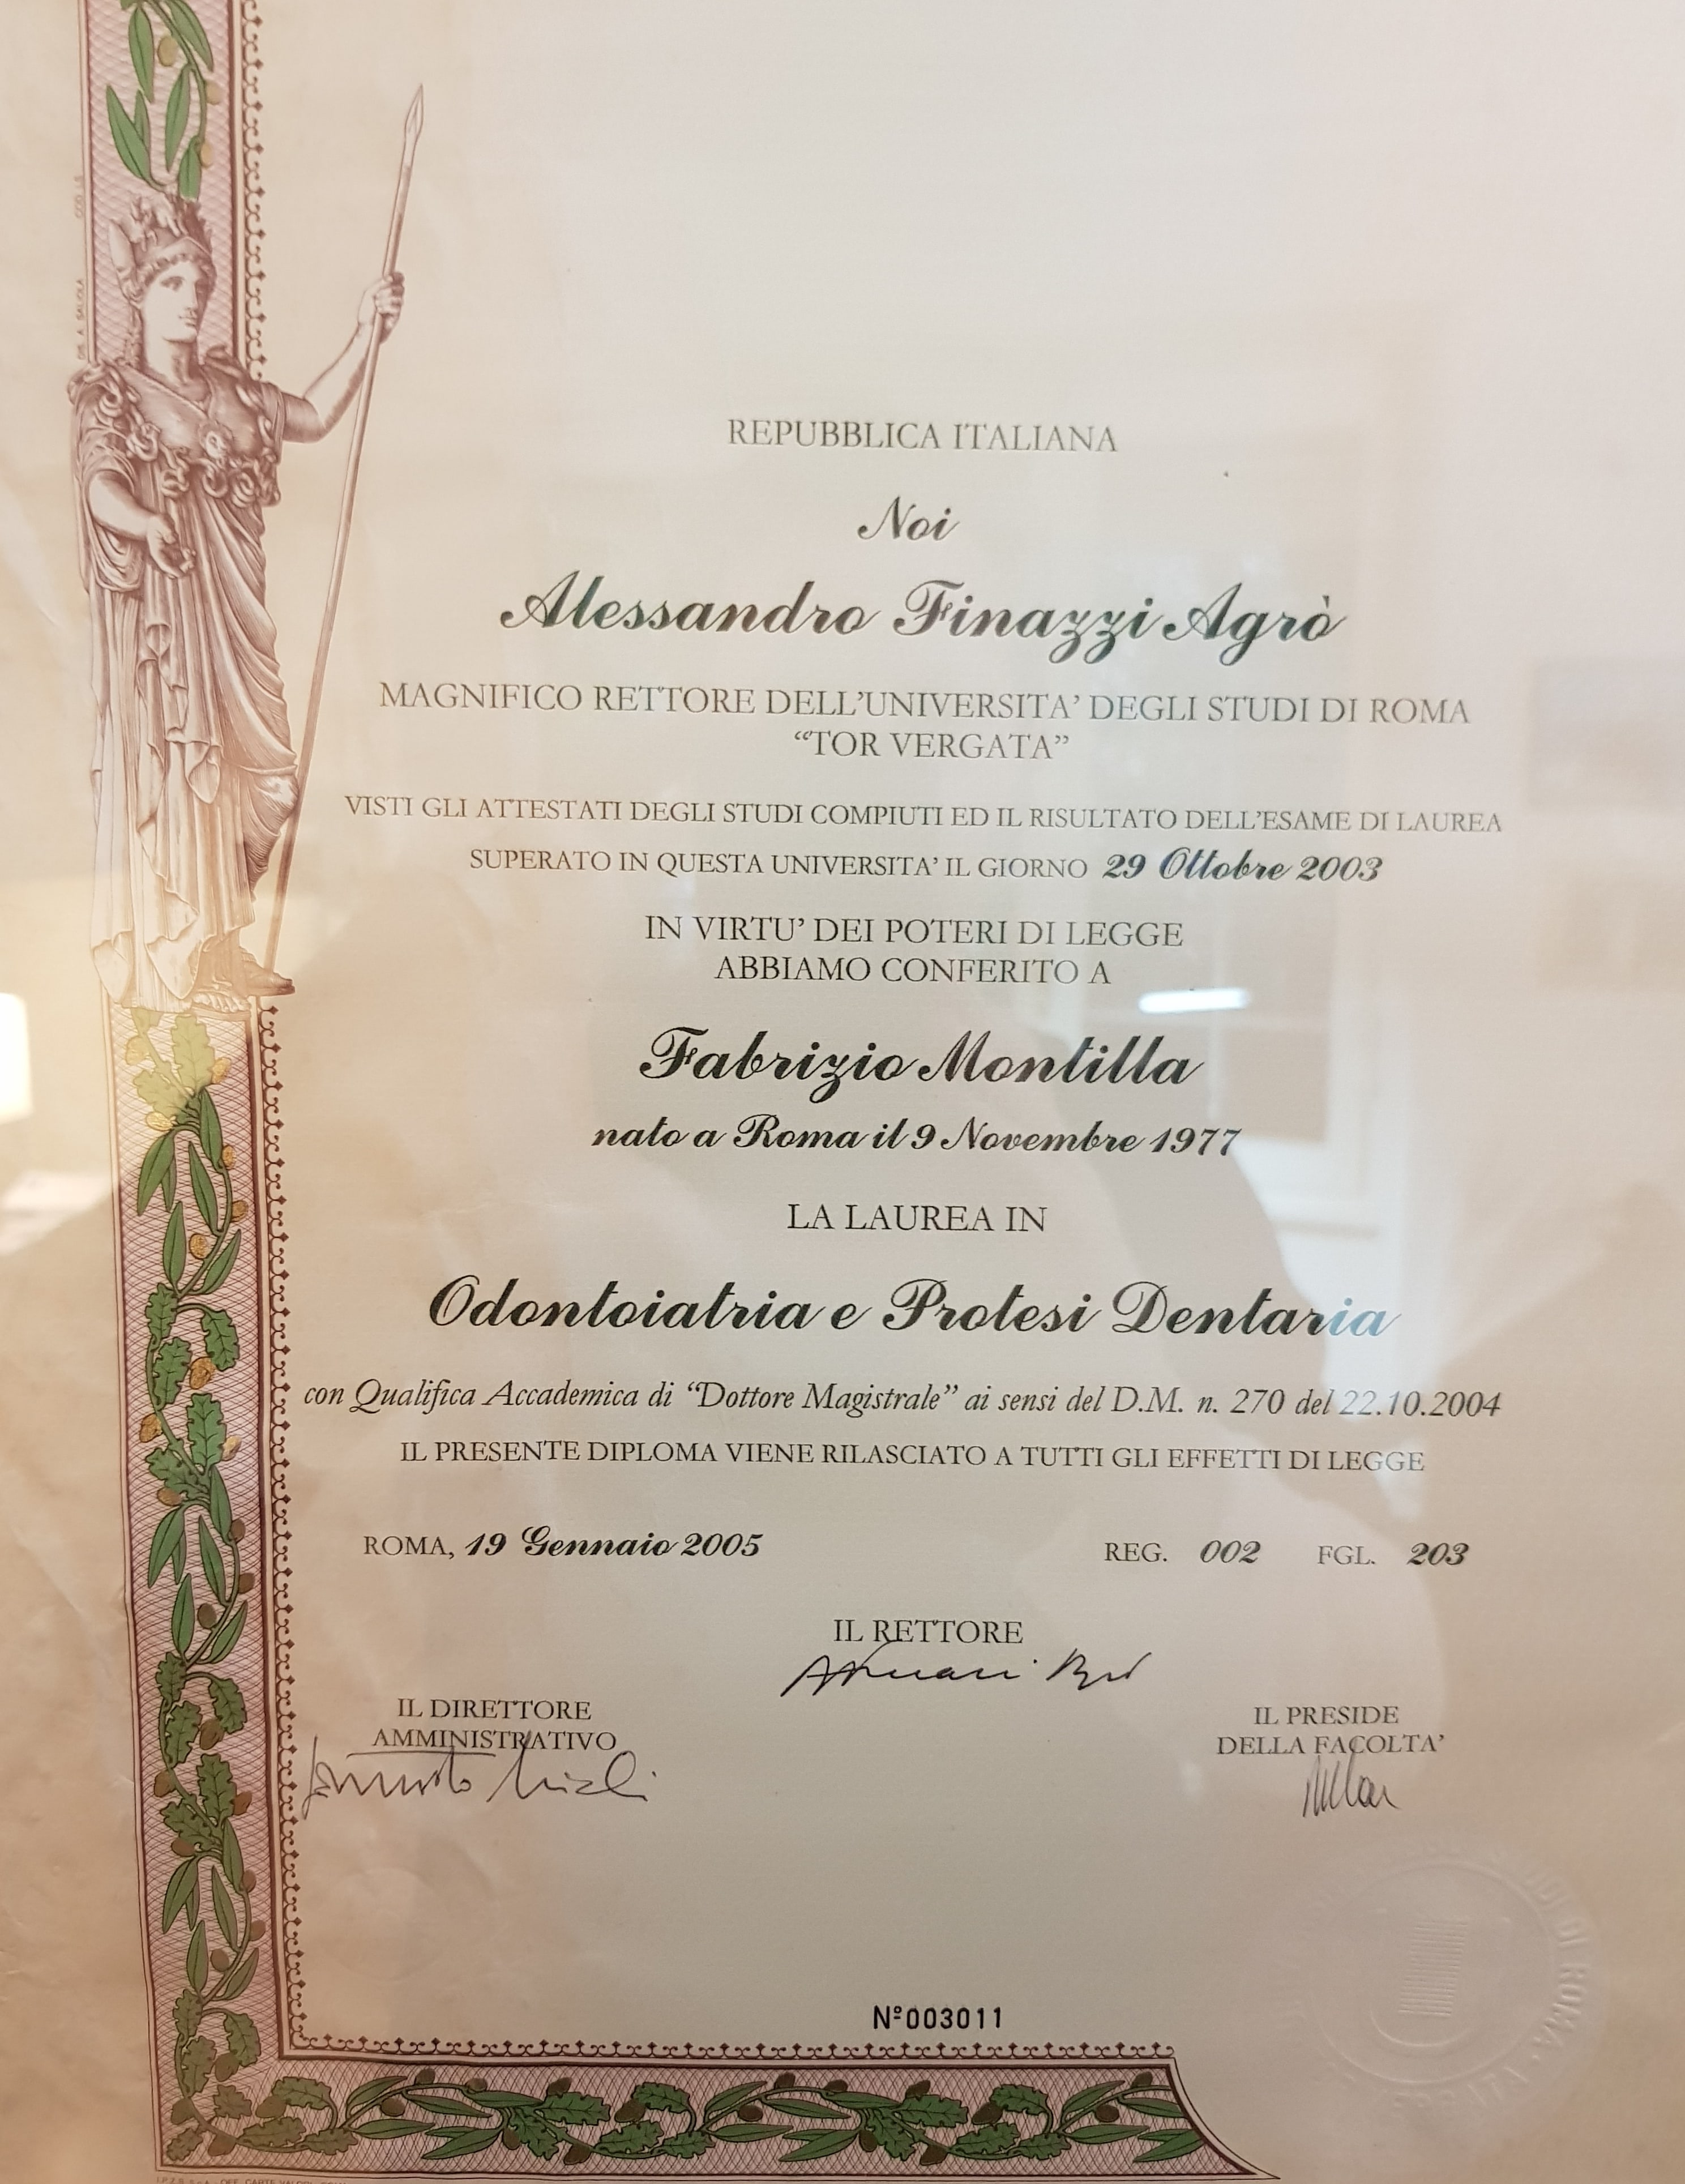 REPUBBLICA ITALIANA
Noi
Alessandro Finazzi Agrò
MAGNIFICO RETTORE DELL'UNIVERSITA' DEGLI STUDI DI ROMA
“TOR VERGATA”
VISTI GLI ATTESTATI DEGLI STUDI COMPIUTI ED IL RISULTATO DELL'ESAME DI LAUREA
SUPERATO IN QUESTA UNIVERSITA' IL GIORNO 29 Ottobre 2003
IN VIRTU' DEI POTERI DI LEGGE
ABBIAMO CONFERITO A
Fabrizio Montilla
nato a Roma il 9 Novembre 1977
LA LAUREA IN
Odontoiatria e Protesi Dentaria
con Qualifica Accademica di “Dottore Magistrale” ai sensi del D.M. n. 270 del 22.10.2004
IL PRESENTE DIPLOMA VIENE RILASCIATO A TUTTI GLI EFFETTI DI LEGGE
ROMA, 19 Gennaio 2005 REG. 002 FGL. 203
IL RETTORE
IL DIRETTORE
AMMINISTRATIVO
IL PRESIDE
DELLA FACOLTA'
DI ROMA
Nº003011